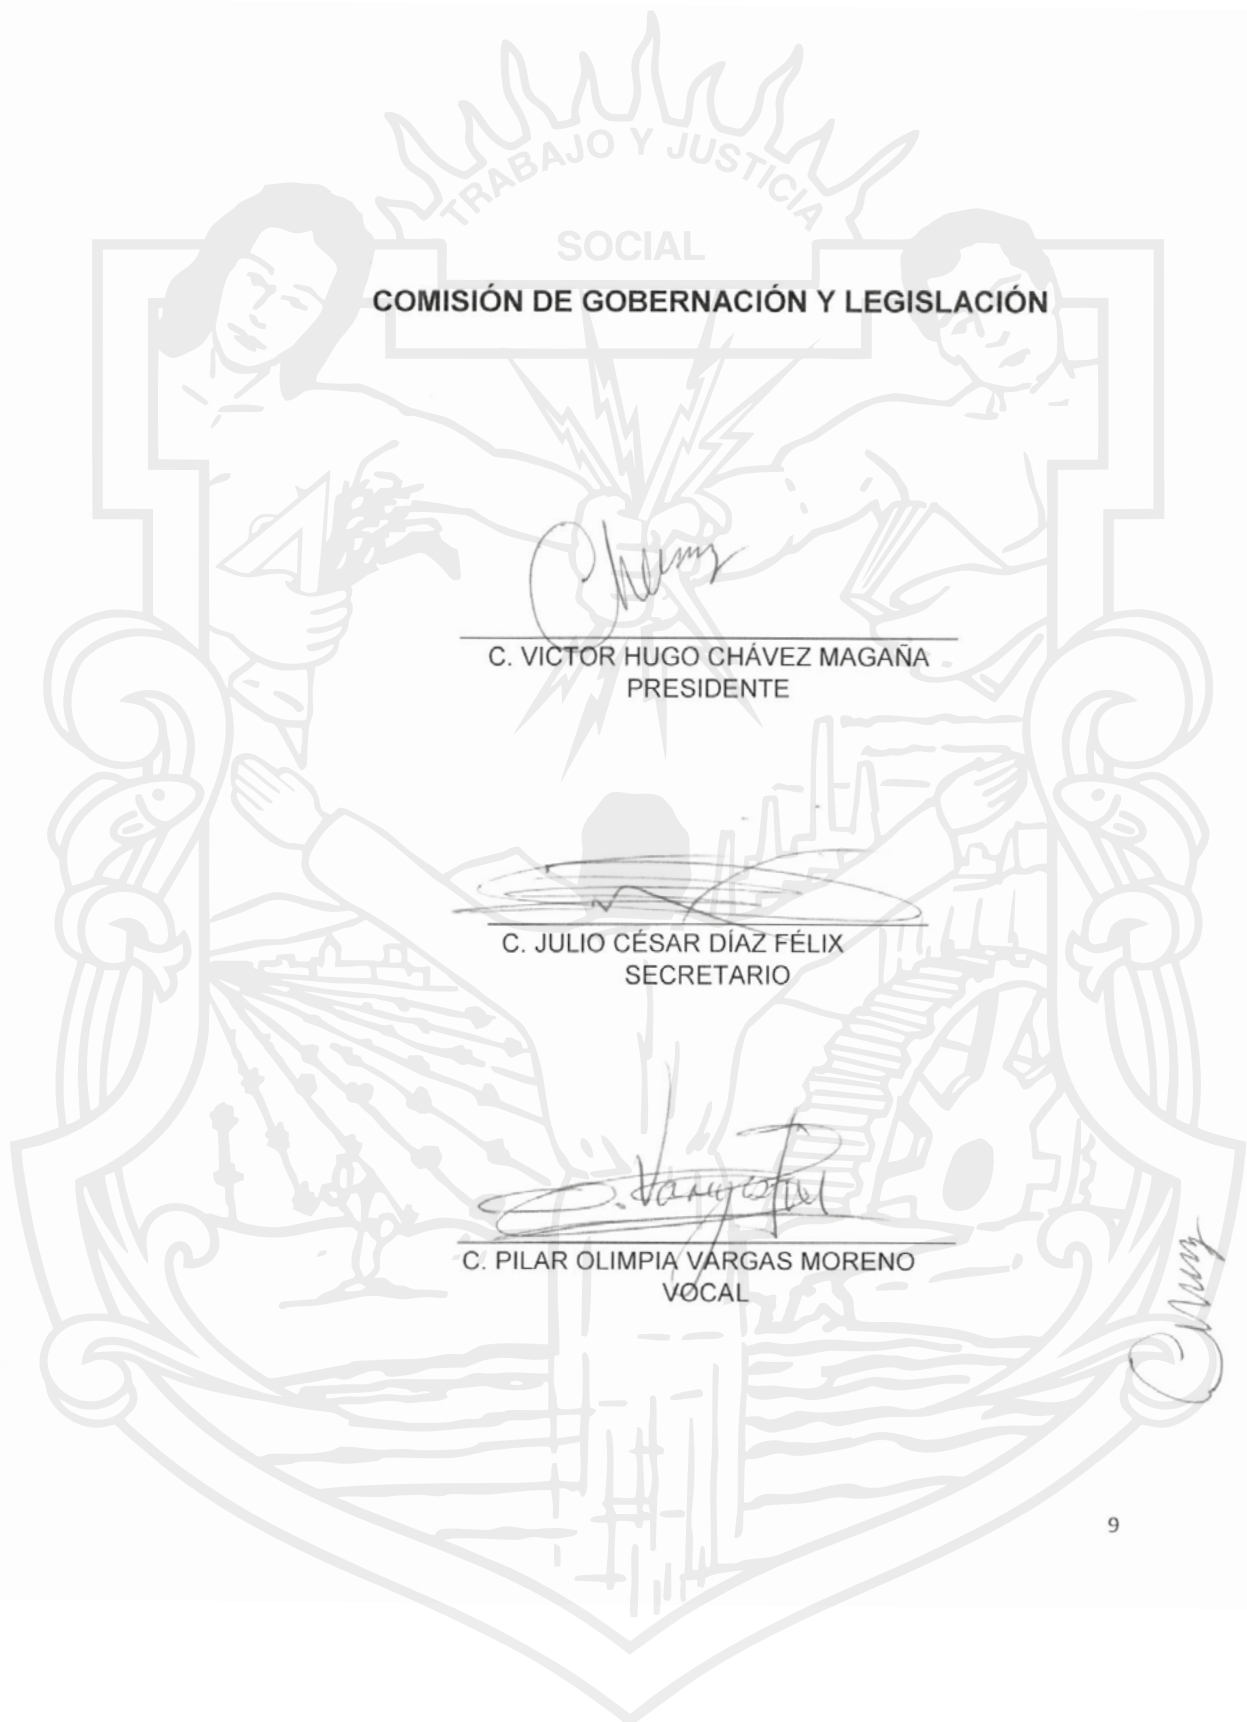 TRABAJO Y JUSTICIA
SOCIAL
COMISIÓN DE GOBERNACIÓN Y LEGISLACIÓN
C. VICTOR HUGO CHÁVEZ MAGAÑA
PRESIDENTE
C. JULIO CÉSAR DÍAZ FÉLIX
SECRETARIO
C. PILAR OLIMPIA VARGAS MORENO
VOCAL
9